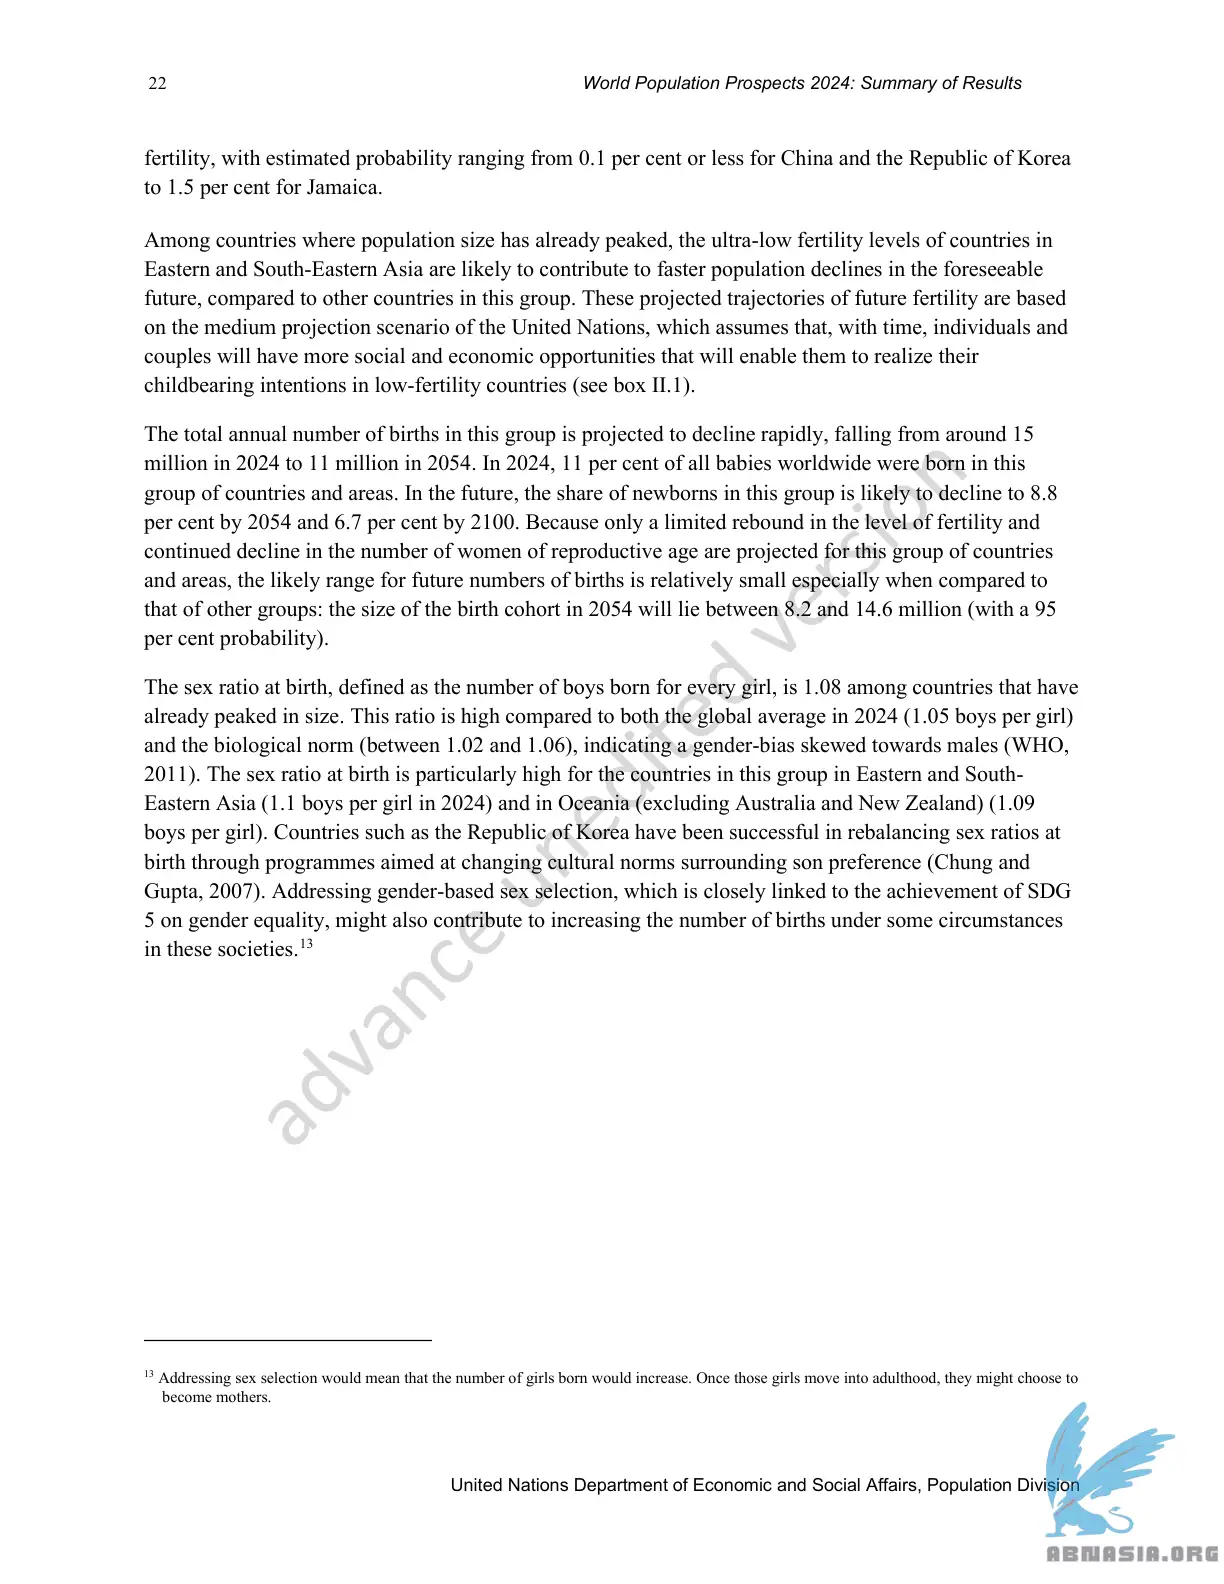 22
World Population Prospects 2024: Summary of Results
fertility, with estimated probability ranging from 0.1 per cent or less for China and the Republic of Korea
to 1.5 per cent for Jamaica.
Among countries where population size has already peaked, the ultra-low fertility levels of countries in
Eastern and South-Eastern Asia are likely to contribute to faster population declines in the foreseeable
future, compared to other countries in this group. These projected trajectories of future fertility are based
on the medium projection scenario of the United Nations, which assumes that, with time, individuals and
couples will have more social and economic opportunities that will enable them to realize their
childbearing intentions in low-fertility countries (see box II.1).
The total annual number of births in this group is projected to decline rapidly, falling from around 15
million in 2024 to 11 million in 2054. In 2024, 11 per cent of all babies worldwide were born in this
group of countries and areas. In the future, the share of newborns in this group is likely to decline to 8.8
per cent by 2054 and 6.7 per cent by 2100. Because only a limited rebound in the level of fertility and
continued decline in the number of women of reproductive age are projected for this group of countries
and areas, the likely range for future numbers of births is relatively small especially when compared to
that of other groups: the size of the birth cohort in 2054 will lie between 8.2 and 14.6 million (with a 95
per cent probability).
The sex ratio at birth, defined as the number of boys born for every girl, is 1.08 among countries that have
already peaked in size. This ratio is high compared to both the global average in 2024 (1.05 boys per girl)
and the biological norm (between 1.02 and 1.06), indicating a gender-bias skewed towards males (WHO,
2011). The sex ratio at birth is particularly high for the countries in this group in Eastern and South-
Eastern Asia (1.1 boys per girl in 2024) and in Oceania (excluding Australia and New Zealand) (1.09
boys per girl). Countries such as the Republic of Korea have been successful in rebalancing sex ratios at
birth through programmes aimed at changing cultural norms surrounding son preference (Chung and
Gupta, 2007). Addressing gender-based sex selection, which is closely linked to the achievement of SDG
5 on gender equality, might also contribute to increasing the number of births under some circumstances
in these societies.13
advance unedited version
13 Addressing sex selection would mean that the number of girls born would increase. Once those girls move into adulthood, they might choose to
become mothers.
United Nations Department of Economic and Social Affairs, Population Division
ABNASIA.ORG